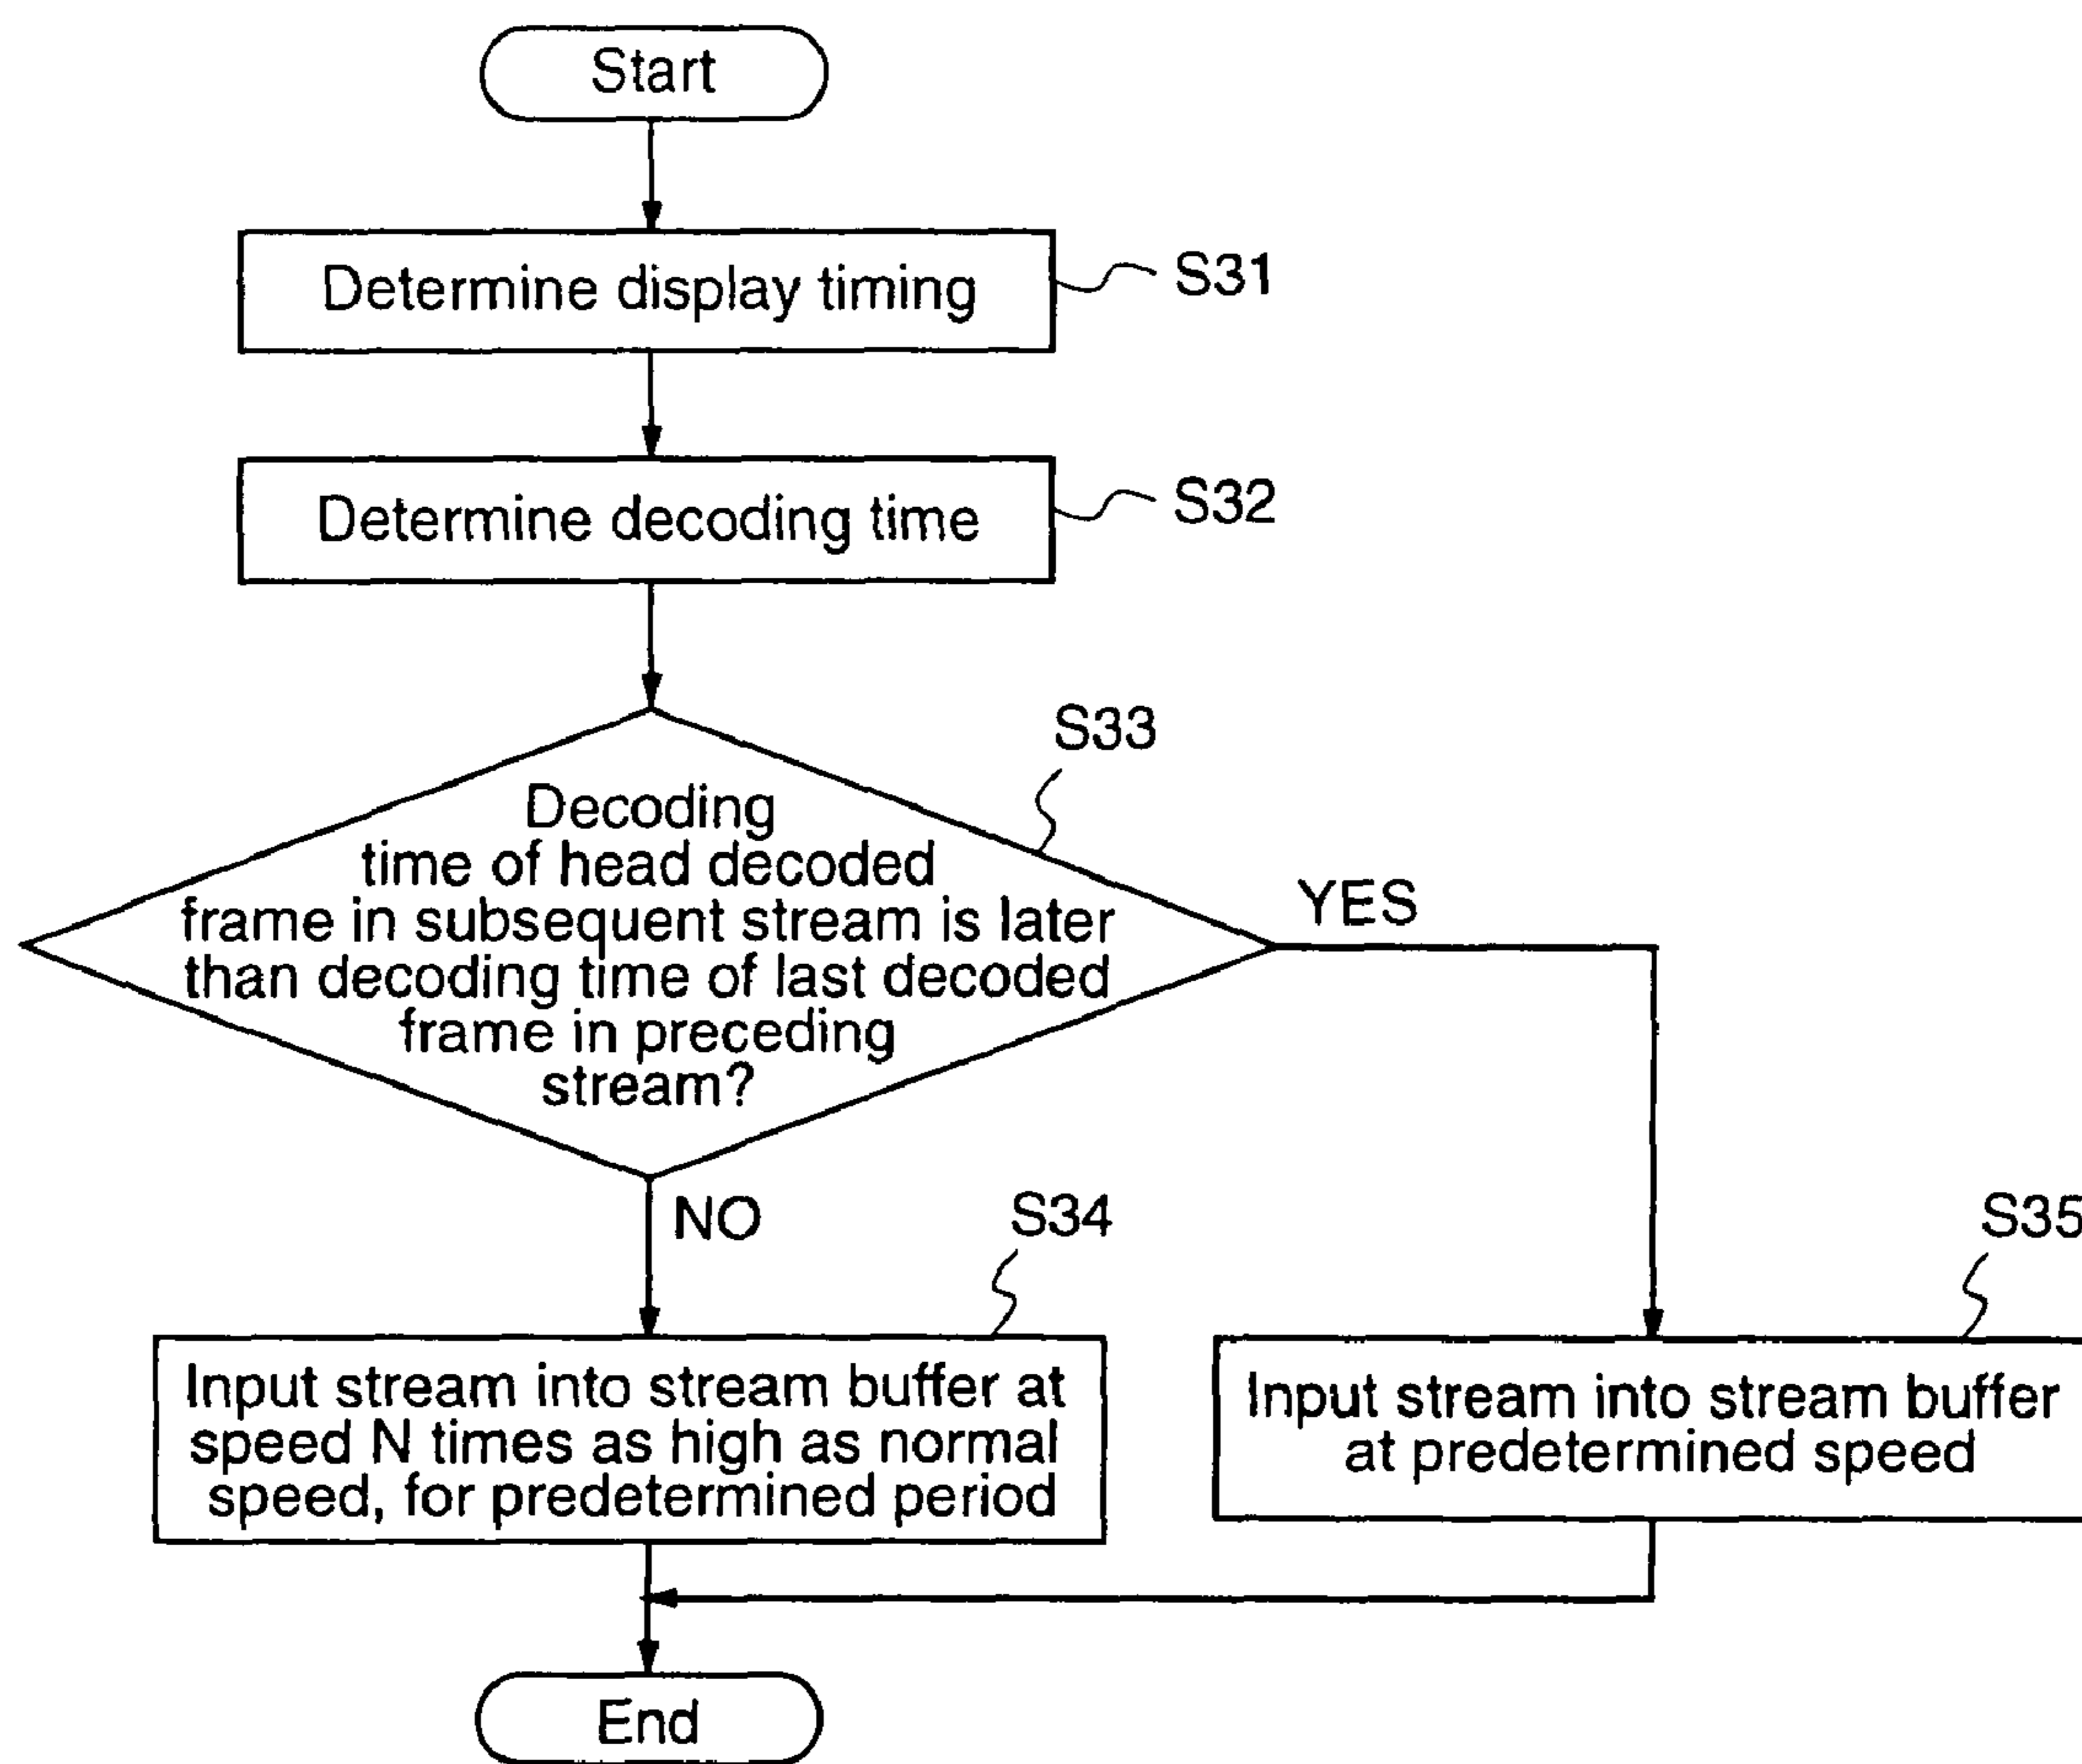 Start
Determine display timing
S31
Determine decoding time
S32
S33
Decoding
time of head decoded
frame in subsequent stream is later
than decoding time of last decoded
frame in preceding
stream?
YES
NO
S34
S35
Input stream into stream buffer at
speed N times as high as normal
speed, for predetermined period
Input stream into stream buffer
at predetermined speed
End